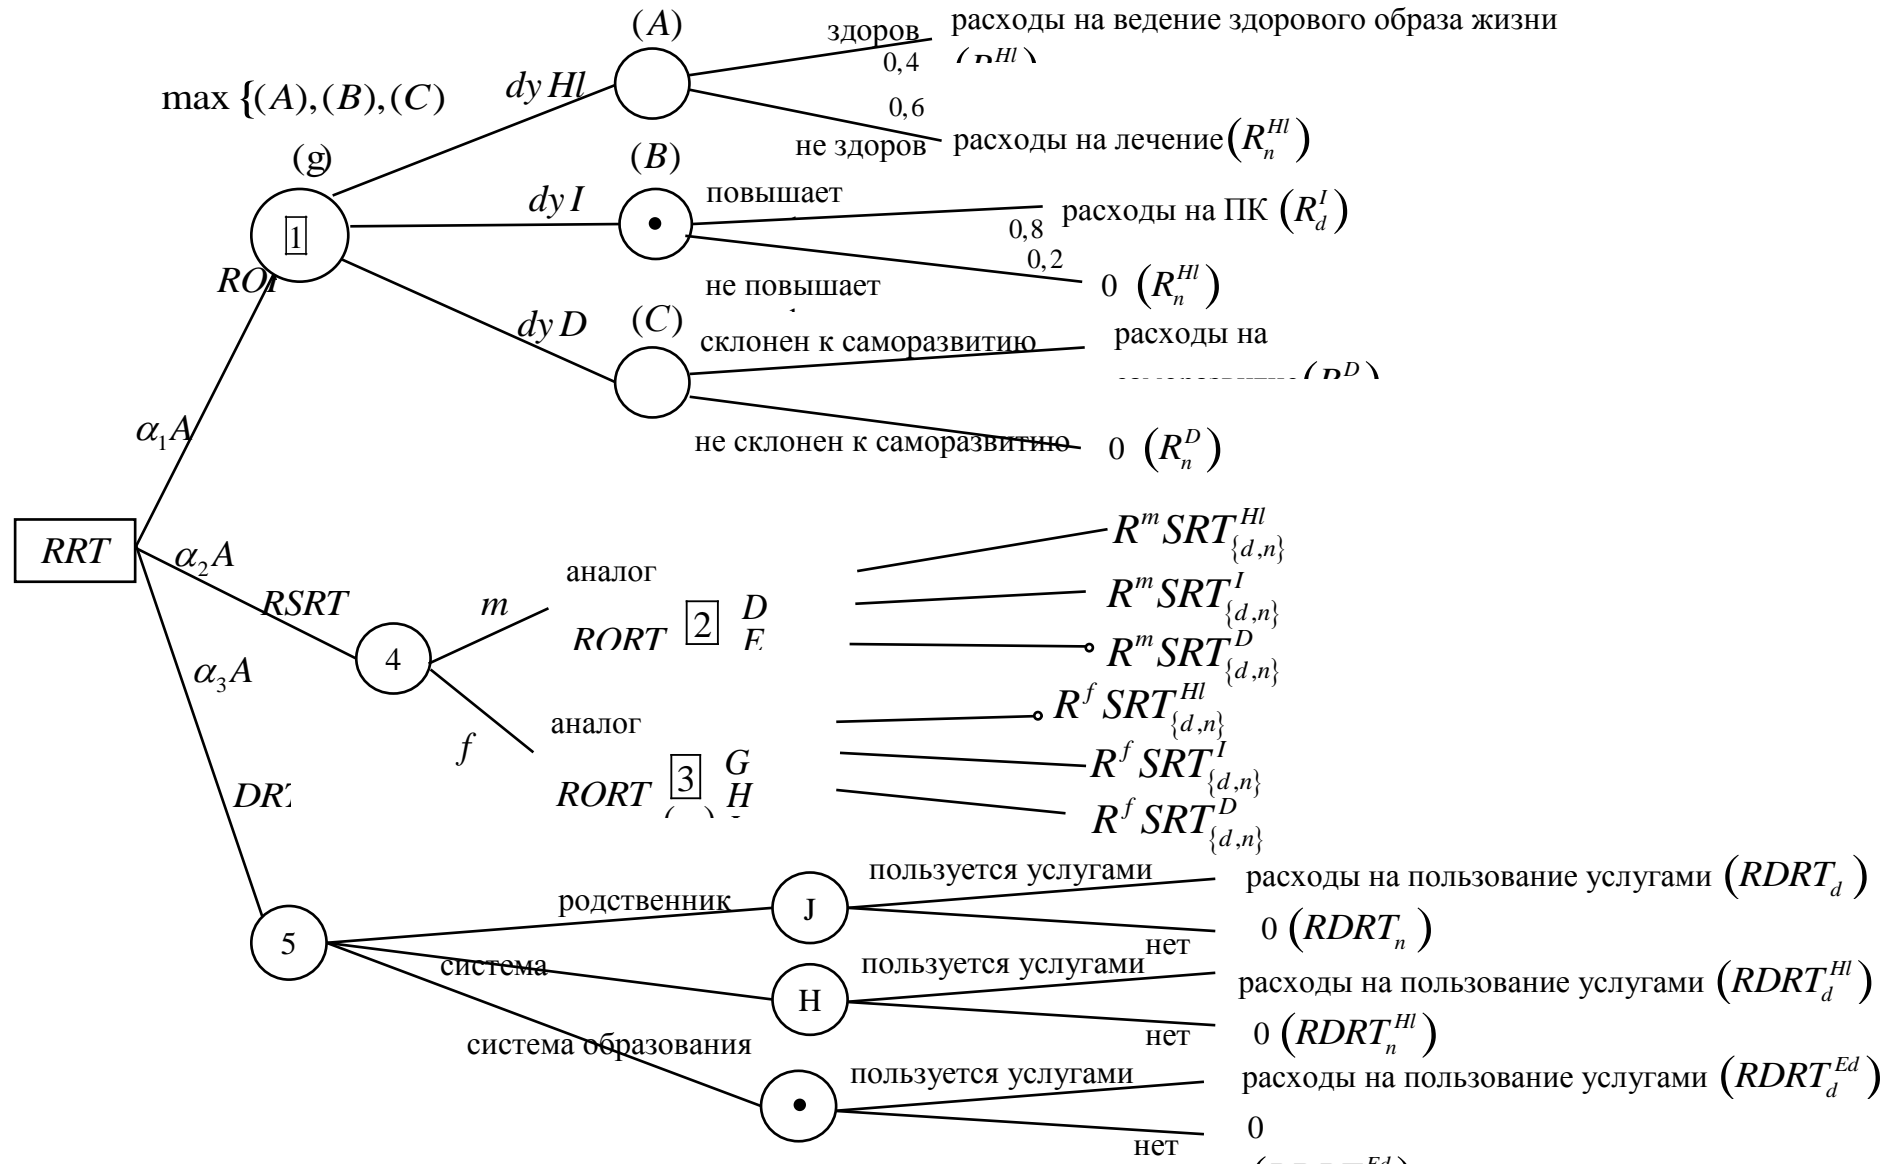 (A)
здоров
расходы на ведение здорового образа жизни
0,4
max {(A),(B),(C)
dy Hl
0,6
не здоров
расходы на лечение (R_n^{Hl})
(g)
1
(B)
dy I
повышает
расходы на ПК (R_d^I)
0,8
0,2
не повышает
0 (R_n^{Hl})
dy D
(C)
склонен к саморазвитию
расходы на
α₁A
не склонен к саморазвитию
0 (R_n^D)
RRT
α₂A
RSRT
4
m
аналог
RORT 2 D
R^m SRT_{d,n}^{Hl}
R^m SRT_{d,n}^I
R^m SRT_{d,n}^D
α₃A
f
аналог
RORT 3 G
H
R^f SRT_{d,n}^{Hl}
R^f SRT_{d,n}^I
R^f SRT_{d,n}^D
5
родственник
J
пользуется услугами
расходы на пользование услугами (RDRT_d)
нет
0 (RDRT_n)
система
H
пользуется услугами
расходы на пользование услугами (RDRT_d^{Hl})
нет
0 (RDRT_n^{Hl})
система образования
пользуется услугами
расходы на пользование услугами (RDRT_d^{Ed})
нет
0